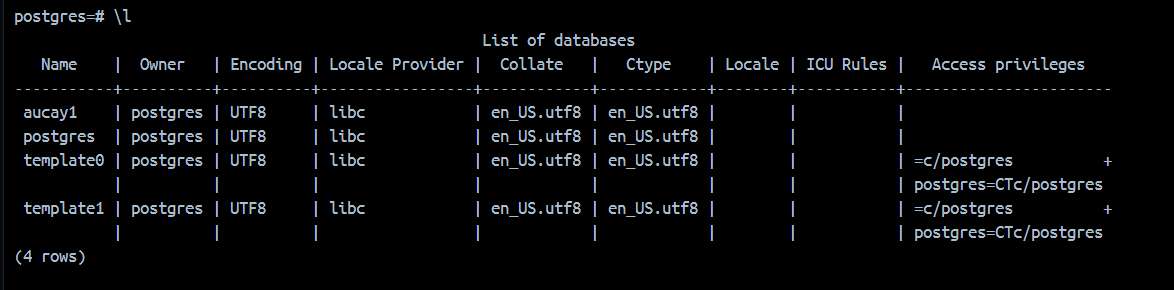 postgres=# \l
                                                    List of databases
   Name    |  Owner   | Encoding | Locale Provider |  Collate   |   Ctype    | Locale | ICU Rules |   Access privileges
-----------+----------+----------+-----------------+------------+------------+--------+-----------+-----------------------
 aucay1    | postgres | UTF8     | libc            | en_US.utf8 | en_US.utf8 |        |           |
 postgres  | postgres | UTF8     | libc            | en_US.utf8 | en_US.utf8 |        |           |
 template0 | postgres | UTF8     | libc            | en_US.utf8 | en_US.utf8 |        |           | =c/postgres          +
           |          |          |                 |            |            |        |           | postgres=CTc/postgres
 template1 | postgres | UTF8     | libc            | en_US.utf8 | en_US.utf8 |        |           | =c/postgres          +
           |          |          |                 |            |            |        |           | postgres=CTc/postgres
(4 rows)